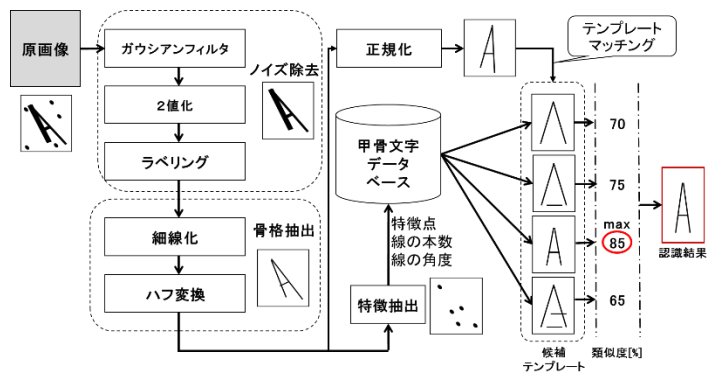 原画像
ガウシアンフィルタ
ノイズ除去
2値化
ラベリング
細線化
骨格抽出
ハフ変換
正規化
テンプレート
マッチング
甲骨文字
データ
ベース
特徴点
線の本数
線の角度
特徴抽出
70
75
max
85
65
認識結果
候補
テンプレート
類似度[%]